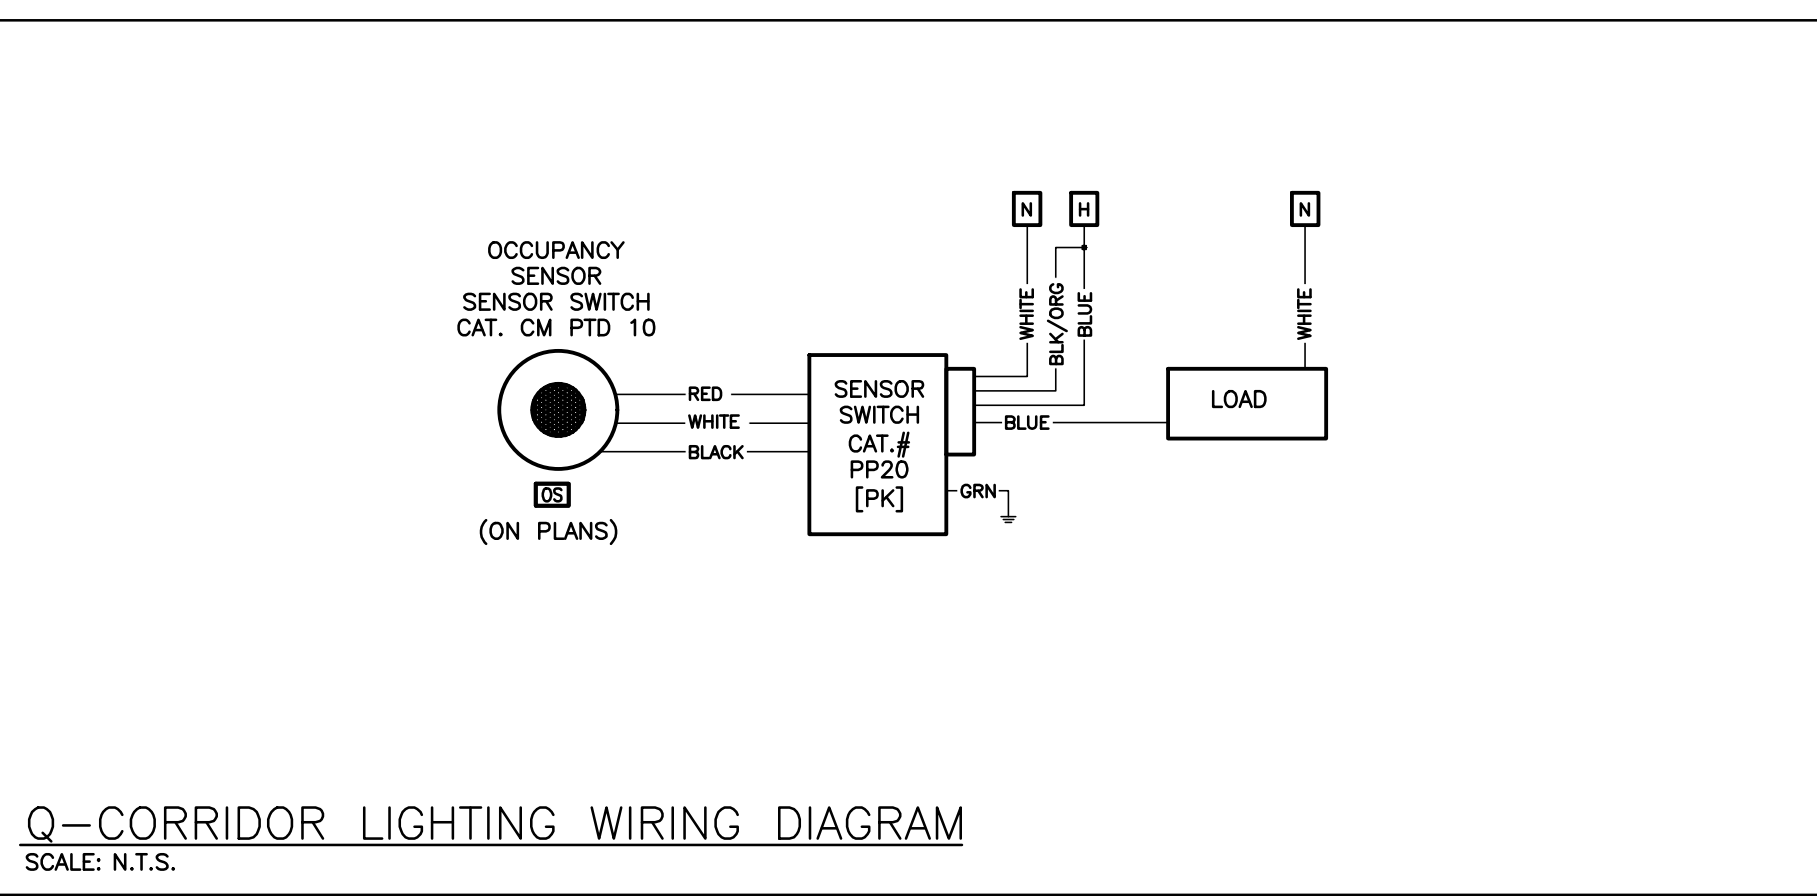 N
H
N
OCCUPANCY
SENSOR
SENSOR SWITCH
CAT. CM PTD 10
WHITE
BLK/ORG
BLUE
WHITE
RED
WHITE
BLACK
SENSOR
SWITCH
CAT.#
PP20
[PK]
BLUE
LOAD
GRN
OS
(ON PLANS)
Q-CORRIDOR LIGHTING WIRING DIAGRAM
SCALE: N.T.S.